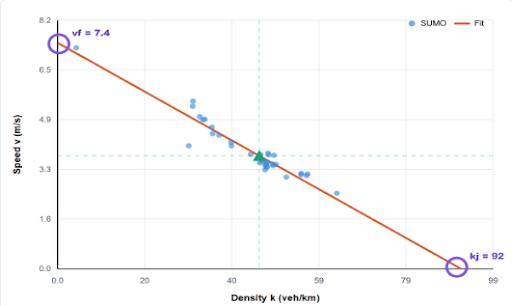 8.2
SUMO Fit
vf = 7.4
6.5
4.9
3.3
1.6
0.0
Speed v (m/s)
kj = 92
0.0 20 40 59 79 99
Density k (veh/km)